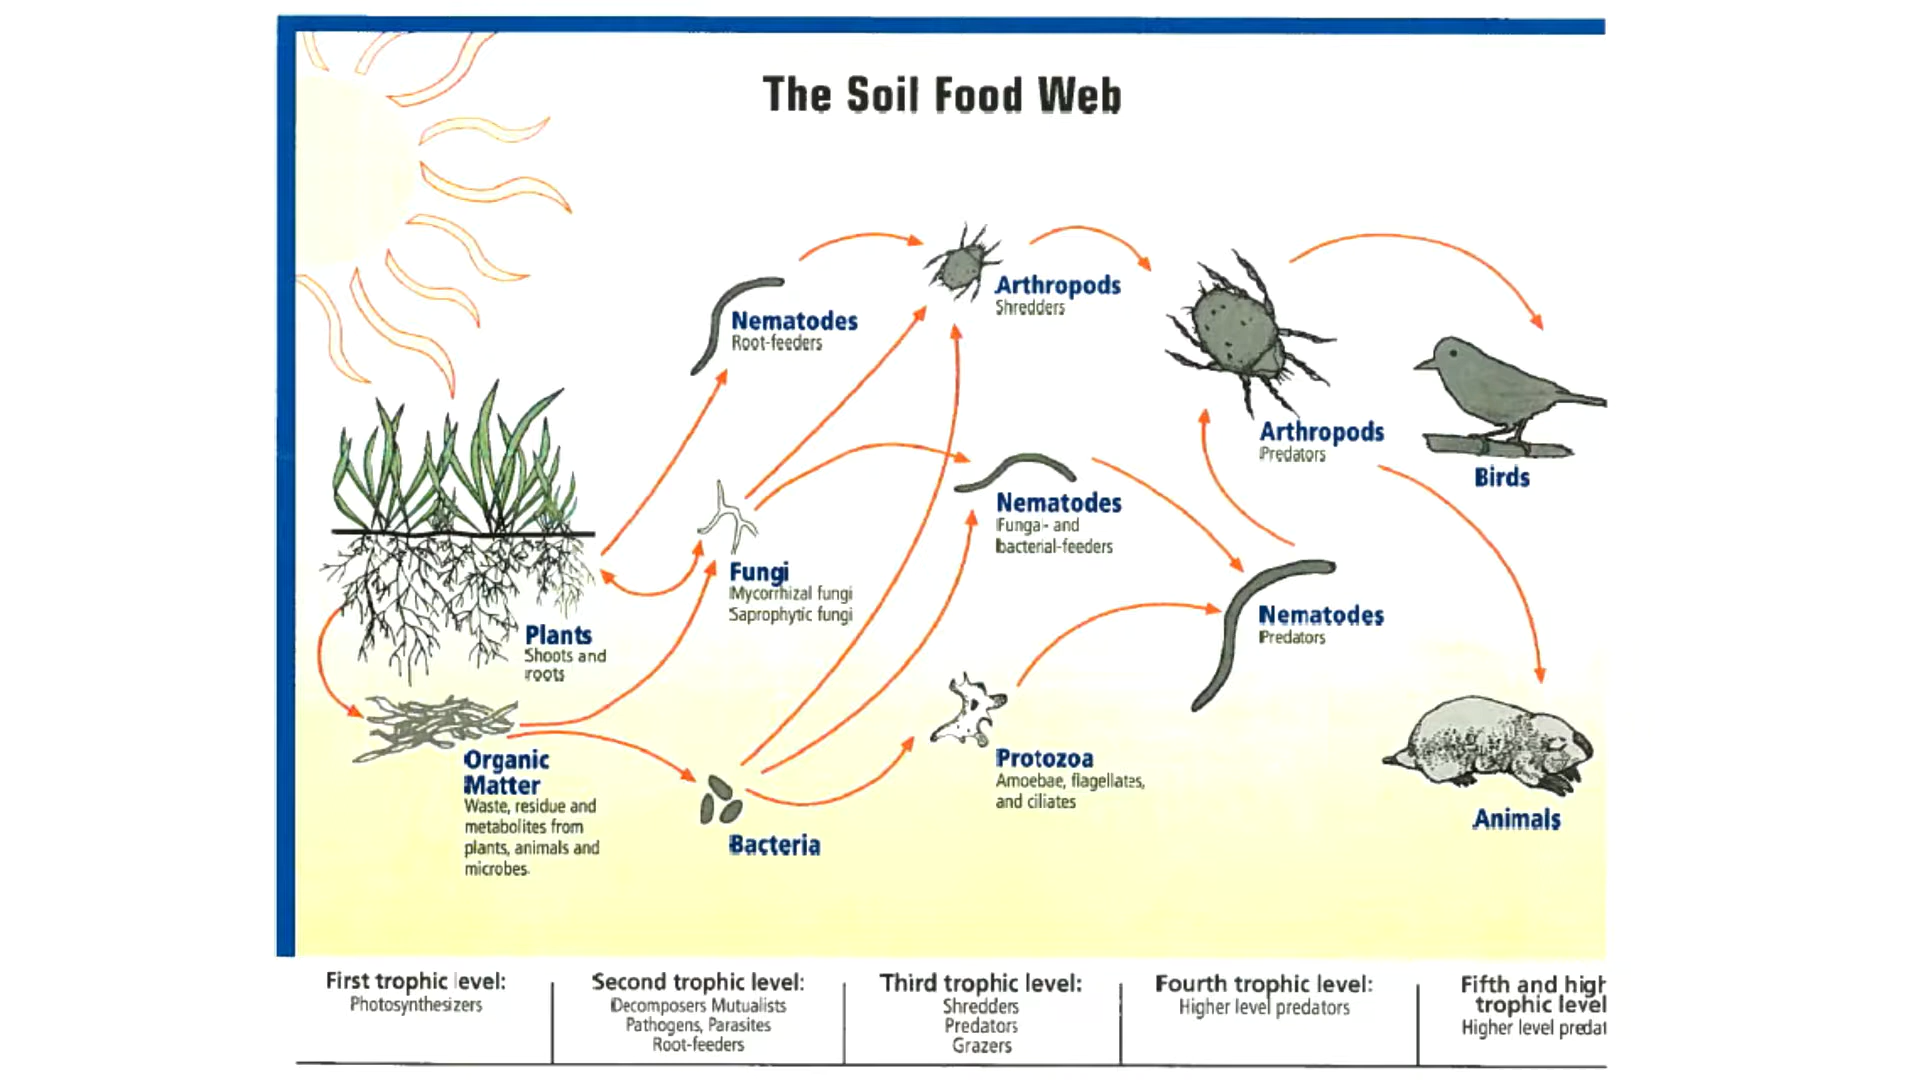 The Soil Food Web
Arthropods
Shredders
Nematodes
Root-feeders
Arthropods
Predators
Birds
Nematodes
Fungal- and
bacterial-feeders
Fungi
Mycorrhizal fungi
Saprophytic fungi
Nematodes
Predators
Plants
Shoots and
roots
Organic
Matter
Waste, residue and
metabolites from
plants, animals and
microbes.
Protozoa
Amoebae, flagellates,
and ciliates
Animals
Bacteria
First trophic level:
Photosynthesizers
Second trophic level:
Decomposers Mutualists
Pathogens, Parasites
Root-feeders
Third trophic level:
Shredders
Predators
Grazers
Fourth trophic level:
Higher level predators
Fifth and high
trophic level
Higher level predat